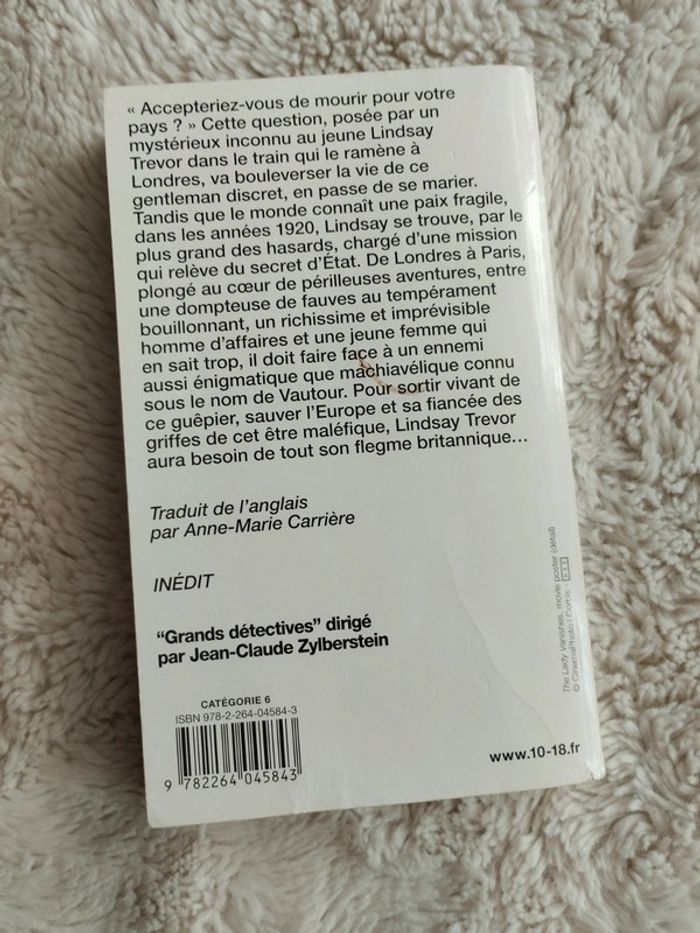 « Accepteriez-vous de mourir pour votre
pays ? » Cette question, posée par un
mystérieux inconnu au jeune Lindsay
Trevor dans le train qui le ramène à
Londres, va bouleverser la vie de ce
gentleman discret, en passe de se marier.
Tandis que le monde connaît une paix fragile,
dans les années 1920, Lindsay se trouve, par le
plus grand des hasards, chargé d'une mission
qui relève du secret d'État. De Londres à Paris,
plongé au cœur de périlleuses aventures, entre
une dompteuse de fauves au tempérament
bouillonnant, un richissime et imprévisible
homme d'affaires et une jeune femme qui
en sait trop, il doit faire face à un ennemi
aussi énigmatique que machiavélique connu
sous le nom de Vautour. Pour sortir vivant de
ce guêpier, sauver l'Europe et sa fiancée des
griffes de cet être maléfique, Lindsay Trevor
aura besoin de tout son flegme britannique...
Traduit de l'anglais
par Anne-Marie Carrière
INÉDIT
"Grands détectives" dirigé
par Jean-Claude Zylberstein
CATÉGORIE 6
ISBN 978-2-264-04584-3
9 782264 045843
www.10-18.fr
The Lady Vanishes, movie poster (détail)
© CinemaPhoto / Corbis -